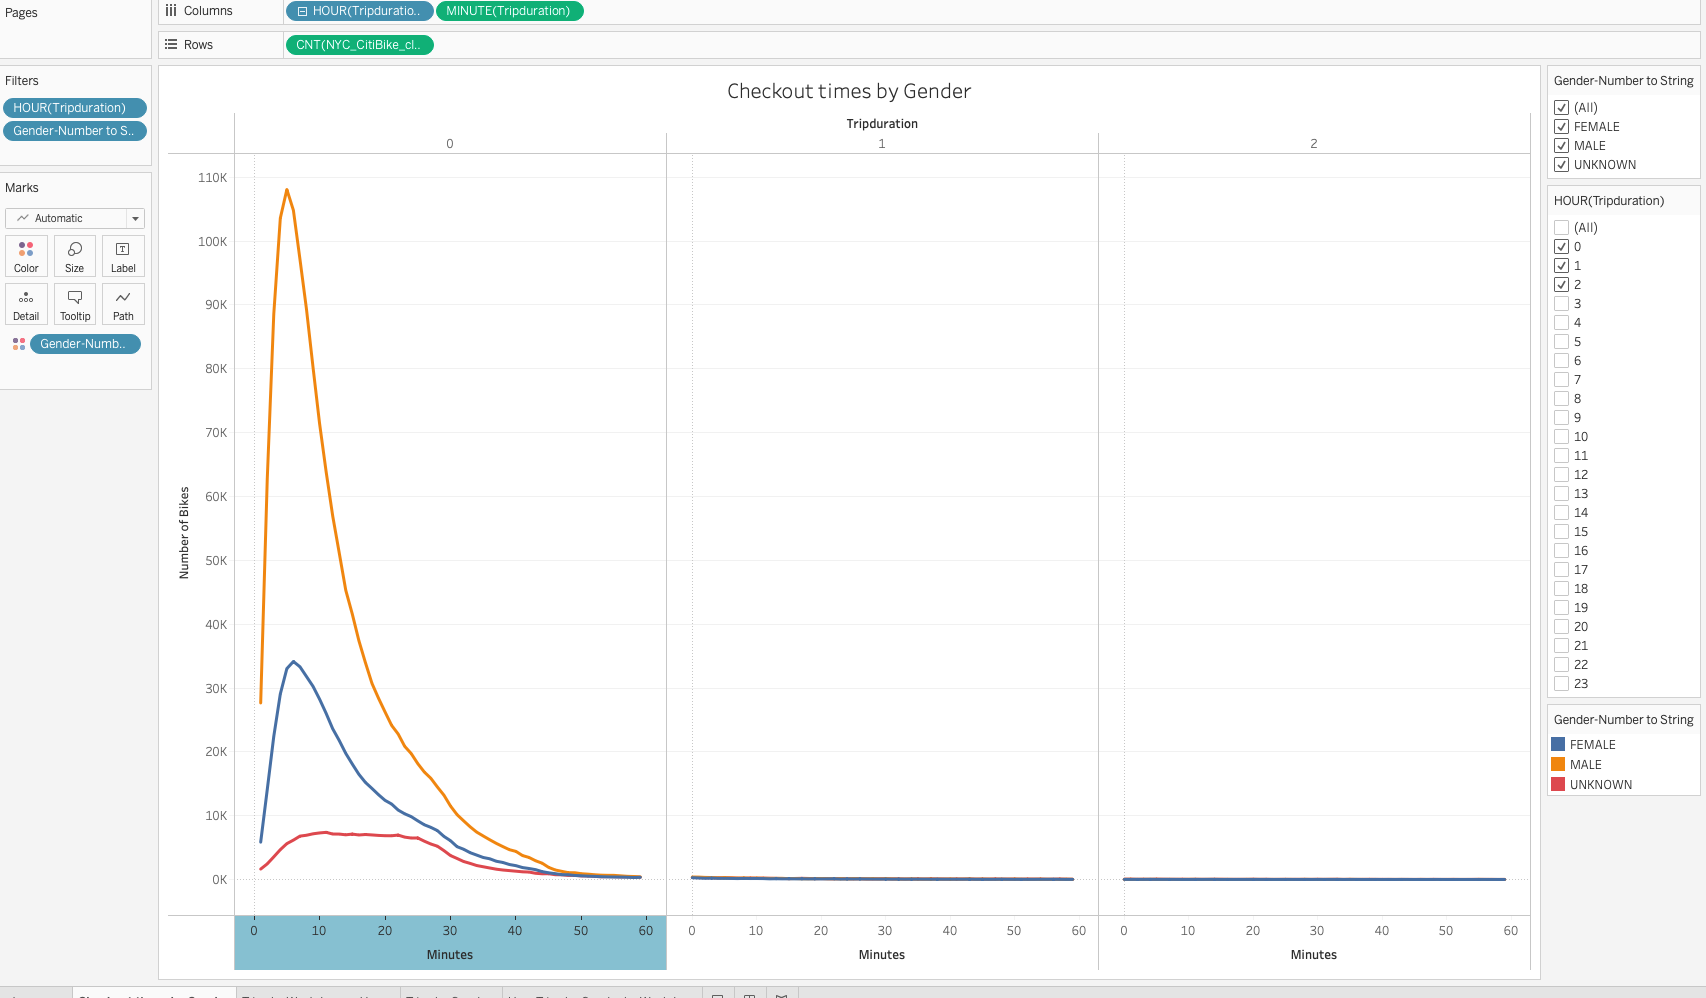 Pages
Columns
HOUR(Tripduratio..
MINUTE(Tripduration)
Rows
CNT(NYC_CitiBike_cl..
Filters
HOUR(Tripduration)
Gender-Number to S..
Marks
Automatic
Color
Size
Label
Detail
Tooltip
Path
Gender-Numb..
Checkout times by Gender
Tripduration
0
1
2
110K
100K
90K
80K
70K
60K
50K
40K
30K
20K
10K
0K
Number of Bikes
0 10 20 30 40 50 60
Minutes
0 10 20 30 40 50 60
Minutes
0 10 20 30 40 50 60
Minutes
Gender-Number to String
(All)
FEMALE
MALE
UNKNOWN
HOUR(Tripduration)
(All)
0
1
2
3
4
5
6
7
8
9
10
11
12
13
14
15
16
17
18
19
20
21
22
23
Gender-Number to String
FEMALE
MALE
UNKNOWN